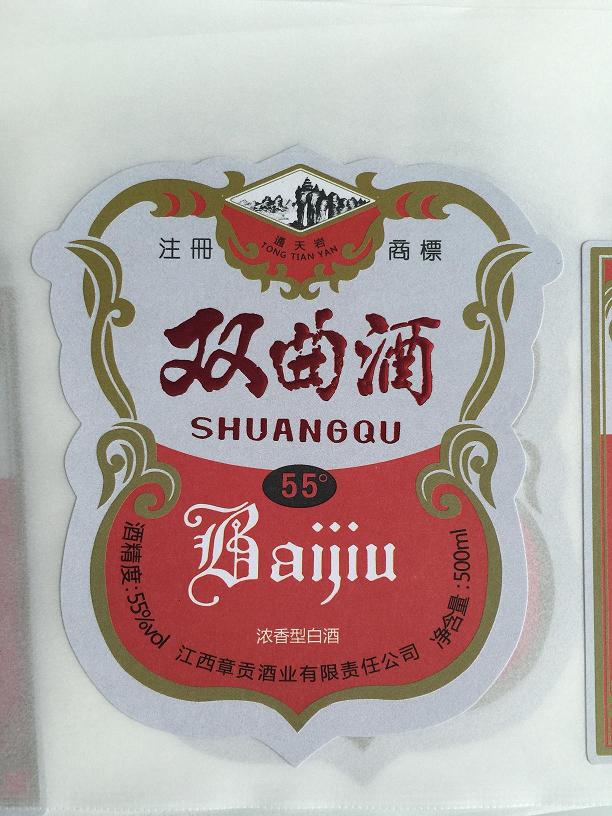 通天岩
TONG TIAN YAN
注冊 商標
双曲酒
SHUANGQU
55°
Baijiu
酒精度:55%vol
净含量:500ml
浓香型白酒
江西章贡酒业有限责任公司